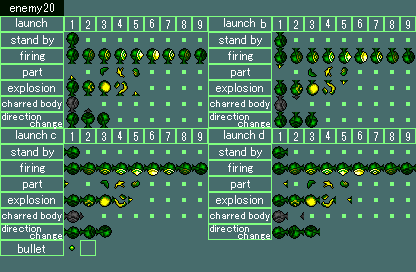 enemy20
launch 1 2 3 4 5 6 7 8 9
stand by
firing
part
explosion
charred body
direction change
launch b 1 2 3 4 5 6 7 8 9
stand by
firing
part
explosion
charred body
direction change
launch c 1 2 3 4 5 6 7 8 9
stand by
firing
part
explosion
charred body
direction change
bullet
launch d 1 2 3 4 5 6 7 8 9
stand by
firing
part
explosion
charred body
direction change